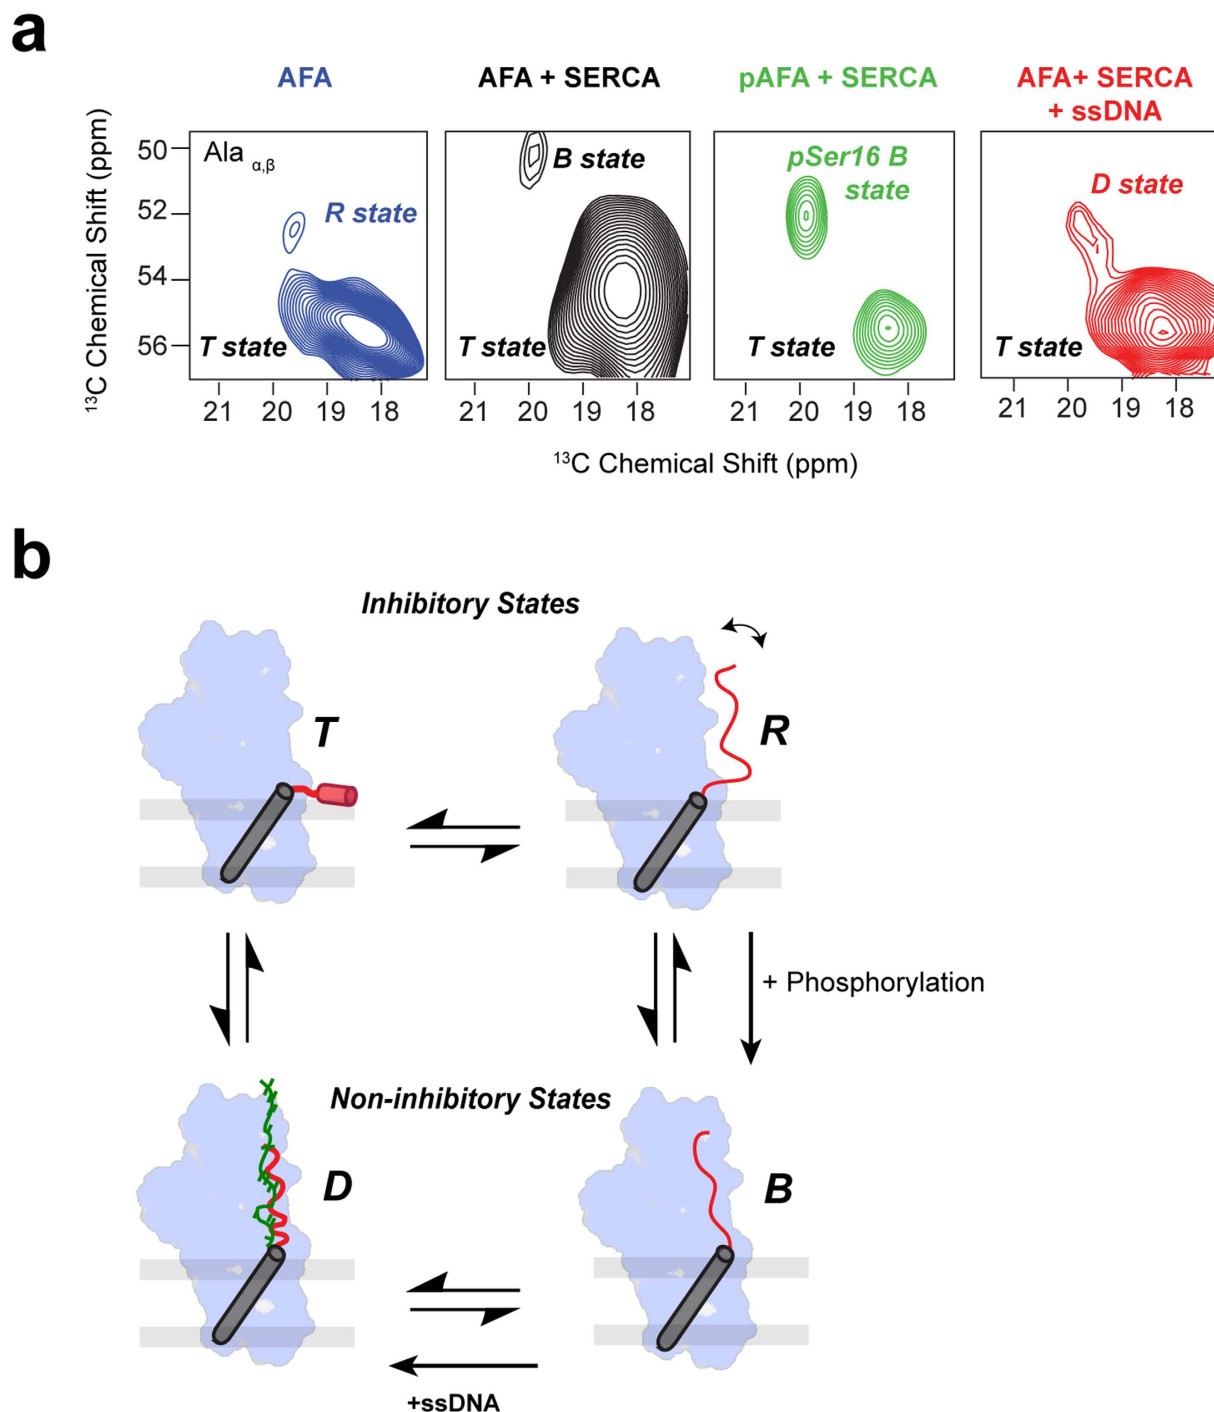 a
AFA
AFA + SERCA
pAFA + SERCA
AFA+ SERCA
+ ssDNA
¹³C Chemical Shift (ppm)
50
52
54
56
Ala α,β
R state
T state
21 20 19 18
B state
T state
21 20 19 18
pSer16 B
state
T state
21 20 19 18
D state
T state
21 20 19 18 17
¹³C Chemical Shift (ppm)
b
Inhibitory States
T
R
+ Phosphorylation
Non-inhibitory States
D
B
+ssDNA